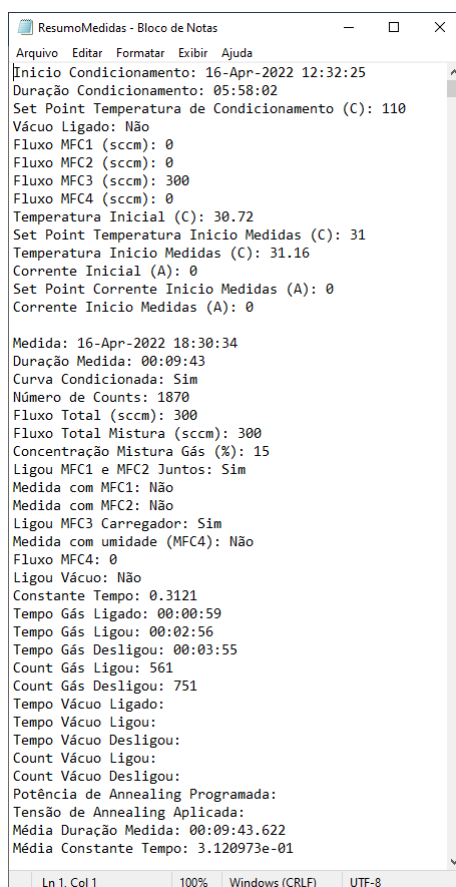 ResumoMedidas - Bloco de Notas
Arquivo Editar Formatar Exibir Ajuda
Inicio Condicionamento: 16-Apr-2022 12:32:25
Duração Condicionamento: 05:58:02
Set Point Temperatura de Condicionamento (C): 110
Vácuo Ligado: Não
Fluxo MFC1 (sccm): 0
Fluxo MFC2 (sccm): 0
Fluxo MFC3 (sccm): 300
Fluxo MFC4 (sccm): 0
Temperatura Inicial (C): 30.72
Set Point Temperatura Inicio Medidas (C): 31
Temperatura Inicio Medidas (C): 31.16
Corrente Inicial (A): 0
Set Point Corrente Inicio Medidas (A): 0
Corrente Inicio Medidas (A): 0
Medida: 16-Apr-2022 18:30:34
Duração Medida: 00:09:43
Curva Condicionada: Sim
Número de Counts: 1870
Fluxo Total (sccm): 300
Fluxo Total Mistura (sccm): 300
Concentração Mistura Gás (%): 15
Ligou MFC1 e MFC2 Juntos: Sim
Medida com MFC1: Não
Medida com MFC2: Não
Ligou MFC3 Carregador: Sim
Medida com umidade (MFC4): Não
Fluxo MFC4: 0
Ligou Vácuo: Não
Constante Tempo: 0.3121
Tempo Gás Ligado: 00:00:59
Tempo Gás Ligou: 00:02:56
Tempo Gás Desligou: 00:03:55
Count Gás Ligou: 561
Count Gás Desligou: 751
Tempo Vácuo Ligado:
Tempo Vácuo Ligou:
Tempo Vácuo Desligou:
Count Vácuo Ligou:
Count Vácuo Desligou:
Potência de Annealing Programada:
Tensão de Annealing Aplicada:
Média Duração Medida: 00:09:43.622
Média Constante Tempo: 3.120973e-01
Ln 1, Col 1 100% Windows (CRLF) UTF-8